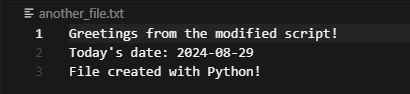 another_file.txt
1 Greetings from the modified script!
2 Today's date: 2024-08-29
3 File created with Python!